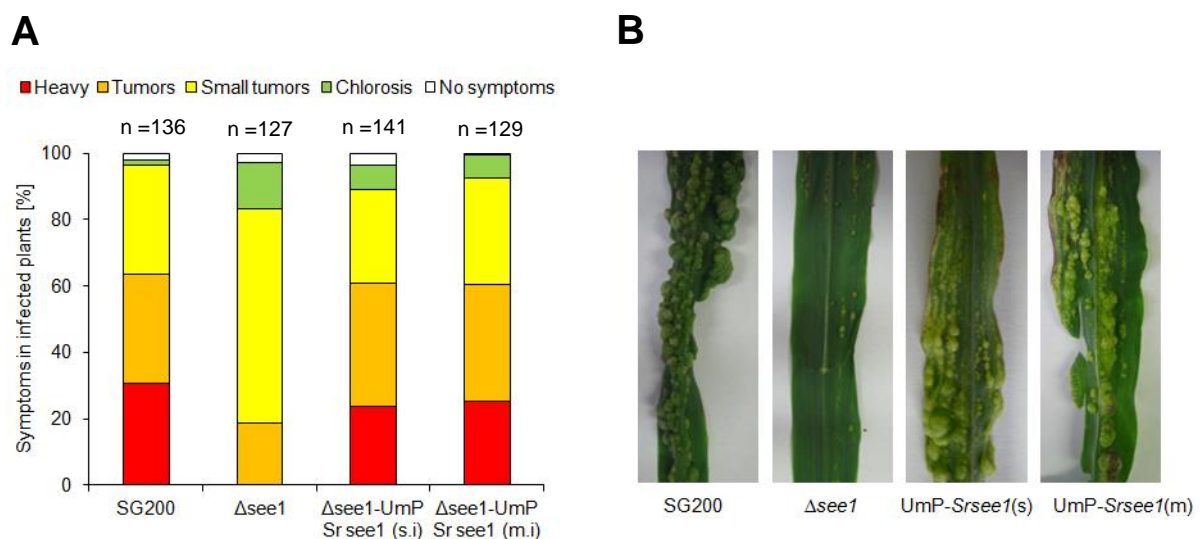 A
B
Heavy Tumors Small tumors Chlorosis No symptoms
n =136 n =127 n =141 n =129
Symptoms in infected plants [%]
100
80
60
40
20
0
SG200 Δsee1 Δsee1-UmP Δsee1-UmP
Sr see1 (s.i) Sr see1 (m.i)
SG200 Δsee1 UmP-Srsee1(s) UmP-Srsee1(m)